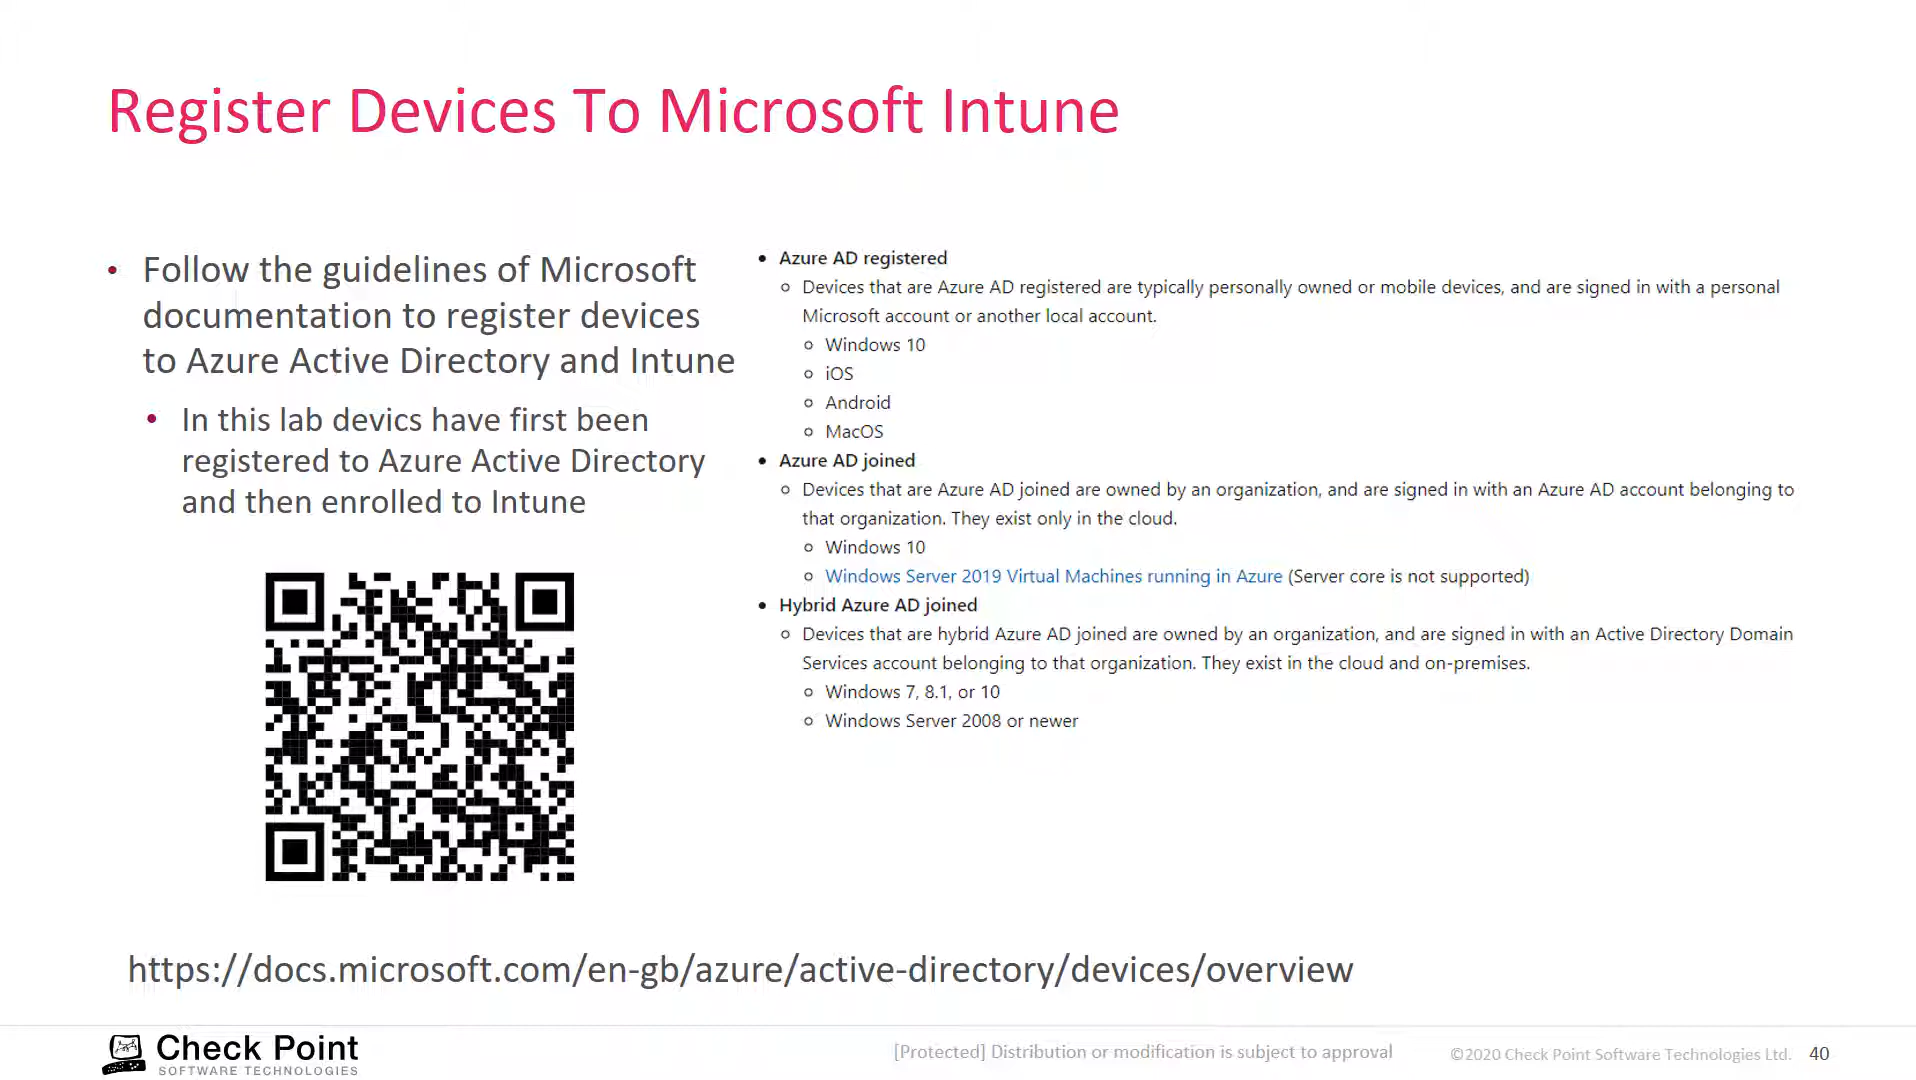 Register Devices To Microsoft Intune
• Follow the guidelines of Microsoft
documentation to register devices
to Azure Active Directory and Intune
• In this lab devics have first been
registered to Azure Active Directory
and then enrolled to Intune
• Azure AD registered
○ Devices that are Azure AD registered are typically personally owned or mobile devices, and are signed in with a personal
Microsoft account or another local account.
○ Windows 10
○ iOS
○ Android
○ MacOS
• Azure AD joined
○ Devices that are Azure AD joined are owned by an organization, and are signed in with an Azure AD account belonging to
that organization. They exist only in the cloud.
○ Windows 10
○ Windows Server 2019 Virtual Machines running in Azure (Server core is not supported)
• Hybrid Azure AD joined
○ Devices that are hybrid Azure AD joined are owned by an organization, and are signed in with an Active Directory Domain
Services account belonging to that organization. They exist in the cloud and on-premises.
○ Windows 7, 8.1, or 10
○ Windows Server 2008 or newer
https://docs.microsoft.com/en-gb/azure/active-directory/devices/overview
Check Point
SOFTWARE TECHNOLOGIES
[Protected] Distribution or modification is subject to approval
©2020 Check Point Software Technologies Ltd. 40